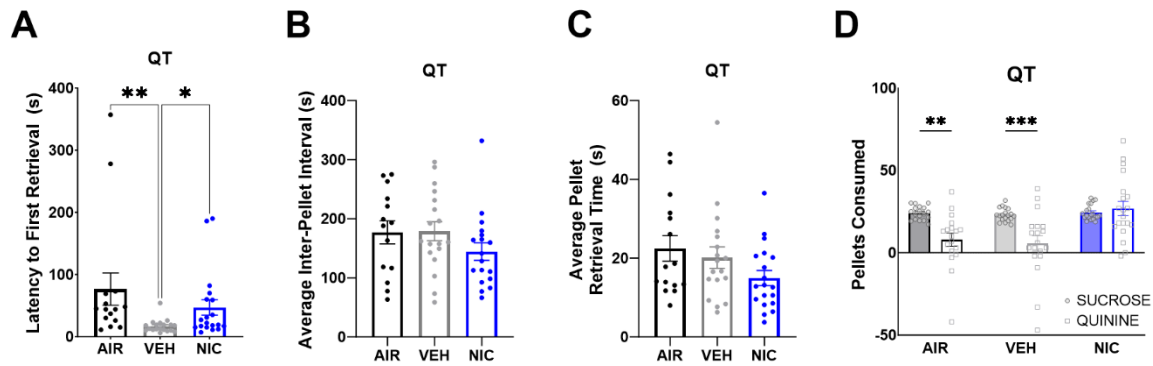 A
QT
Latency to First Retrieval (s)
400
300
200
100
0
**
*
AIR VEH NIC
B
QT
Average Inter-Pellet Interval (s)
400
300
200
100
0
AIR VEH NIC
C
QT
Average Pellet
Retrieval Time (s)
60
40
20
0
AIR VEH NIC
D
QT
Pellets Consumed
100
50
0
-50
**
***
SUCROSE
QUININE
AIR VEH NIC